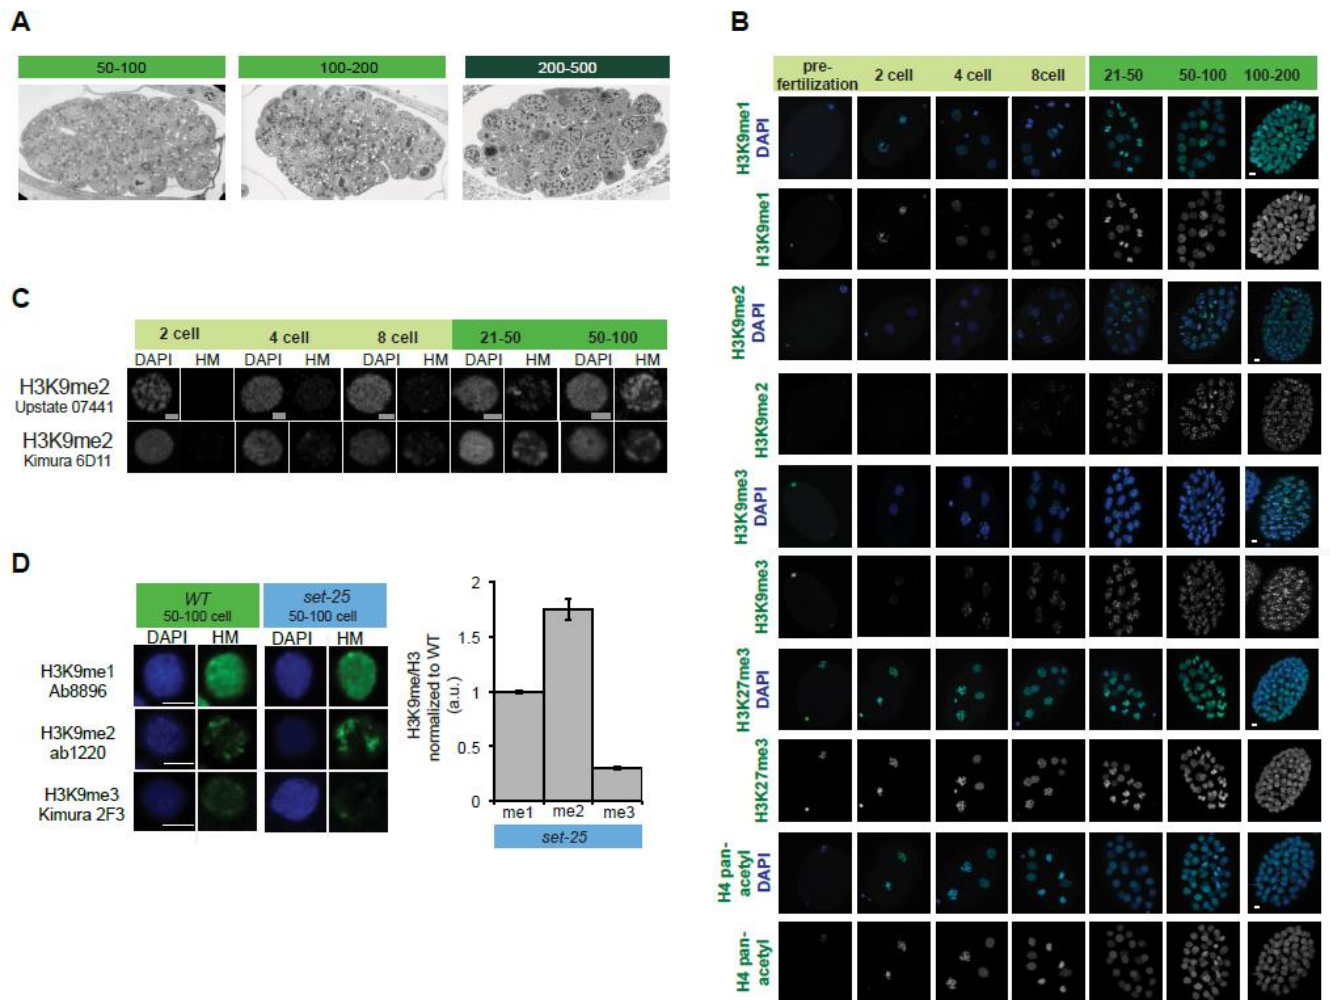 A
50-100
100-200
200-500
B
pre-
fertilization
2 cell
4 cell
8cell
21-50
50-100
100-200
H3K9me1
DAPI
H3K9me1
H3K9me2
DAPI
H3K9me2
H3K9me3
DAPI
H3K9me3
H3K27me3
DAPI
H3K27me3
H4 pan-
acetyl
DAPI
H4 pan-
acetyl
C
2 cell
4 cell
8 cell
21-50
50-100
DAPI HM DAPI HM DAPI HM DAPI HM DAPI HM
H3K9me2
Upstate 07441
H3K9me2
Kimura 6D11
D
WT
50-100 cell
set-25
50-100 cell
DAPI HM DAPI HM
H3K9me1
Ab8896
H3K9me2
ab1220
H3K9me3
Kimura 2F3
H3K9me/H3
normalized to WT
(a.u.)
2
1.5
1
0.5
0
me1 me2 me3
set-25